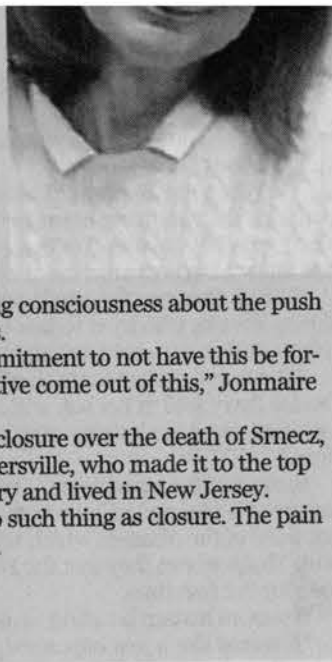 g consciousness about the push
.
mitment to not have this be for-
tive come out of this,” Jonmaire
closure over the death of Srnecz,
ersville, who made it to the top
ry and lived in New Jersey.
such thing as closure. The pain